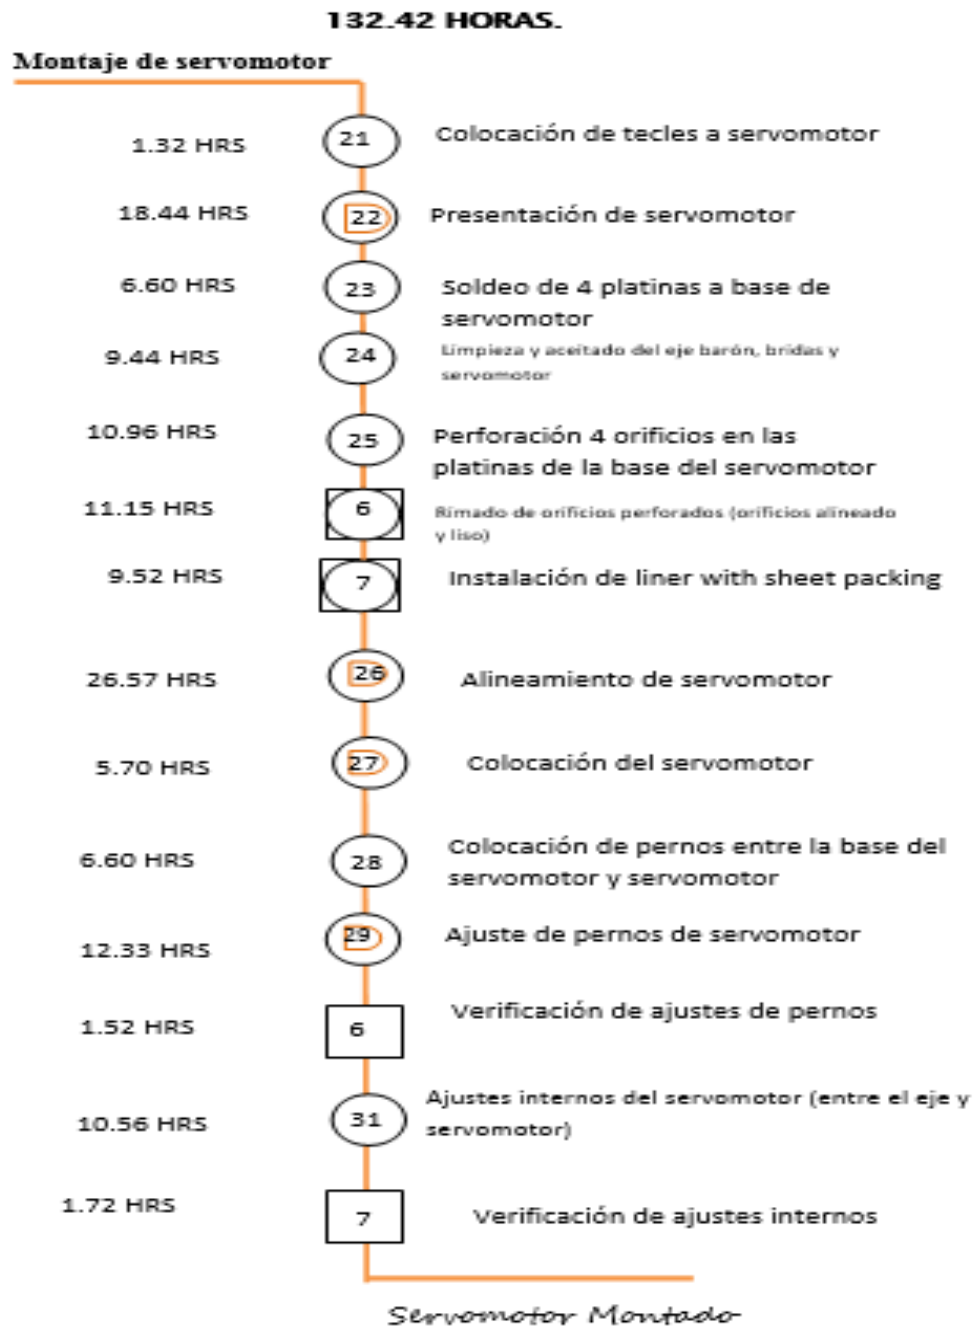 132.42 HORAS.
Montaje de servomotor
1.32 HRS
21
Colocación de tecles a servomotor
18.44 HRS
22
Presentación de servomotor
6.60 HRS
23
Soldeo de 4 platinas a base de
servomotor
9.44 HRS
24
Limpieza y aceitado del eje barón, bridas y
servomotor
10.96 HRS
25
Perforación 4 orificios en las
platinas de la base del servomotor
11.15 HRS
6
Rimado de orificios perforados (orificios alineado
y liso)
9.52 HRS
7
Instalación de liner with sheet packing
26.57 HRS
26
Alineamiento de servomotor
5.70 HRS
27
Colocación del servomotor
6.60 HRS
28
Colocación de pernos entre la base del
servomotor y servomotor
12.33 HRS
29
Ajuste de pernos de servomotor
1.52 HRS
6
Verificación de ajustes de pernos
10.56 HRS
31
Ajustes internos del servomotor (entre el eje y
servomotor)
1.72 HRS
7
Verificación de ajustes internos
Servomotor Montado